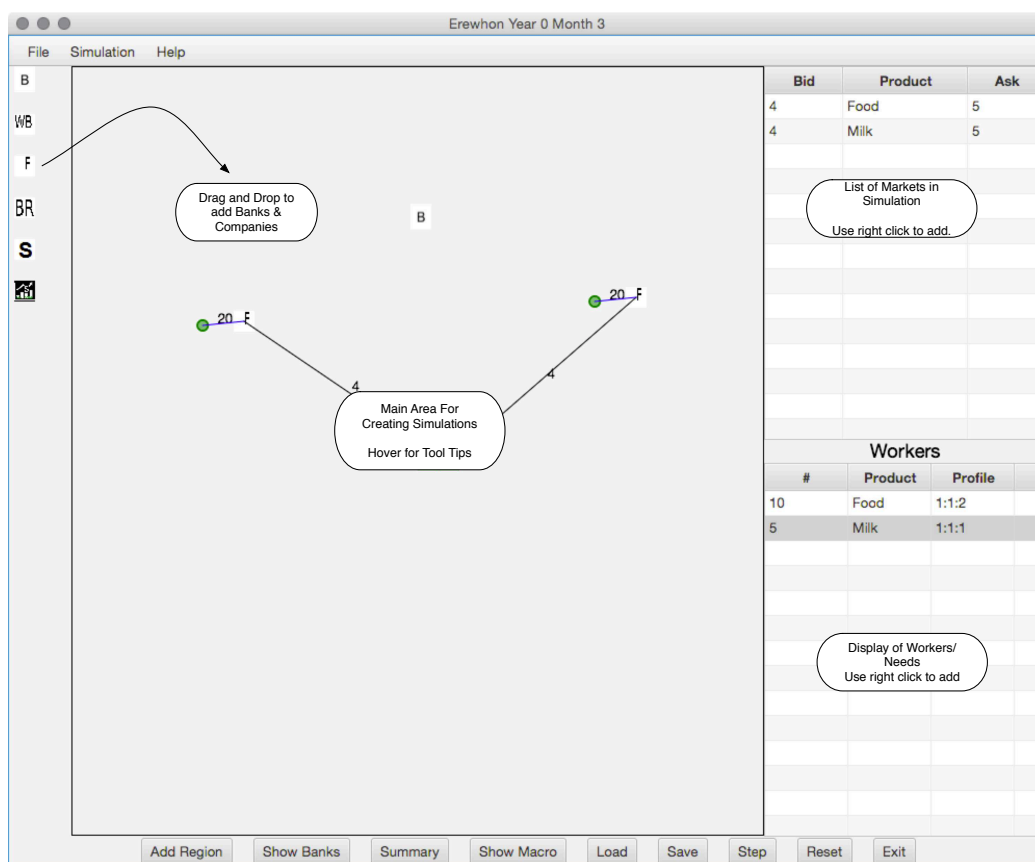 Erewhon Year 0 Month 3
File Simulation Help
B
WB
F
BR
S
Drag and Drop to
add Banks &
Companies
B
20 F
20 F
4
4
Main Area For
Creating Simulations
Hover for Tool Tips
Bid Product Ask
4 Food 5
4 Milk 5
List of Markets in
Simulation
Use right click to add.
Workers
# Product Profile
10 Food 1:1:2
5 Milk 1:1:1
Display of Workers/
Needs
Use right click to add
Add Region Show Banks Summary Show Macro Load Save Step Reset Exit